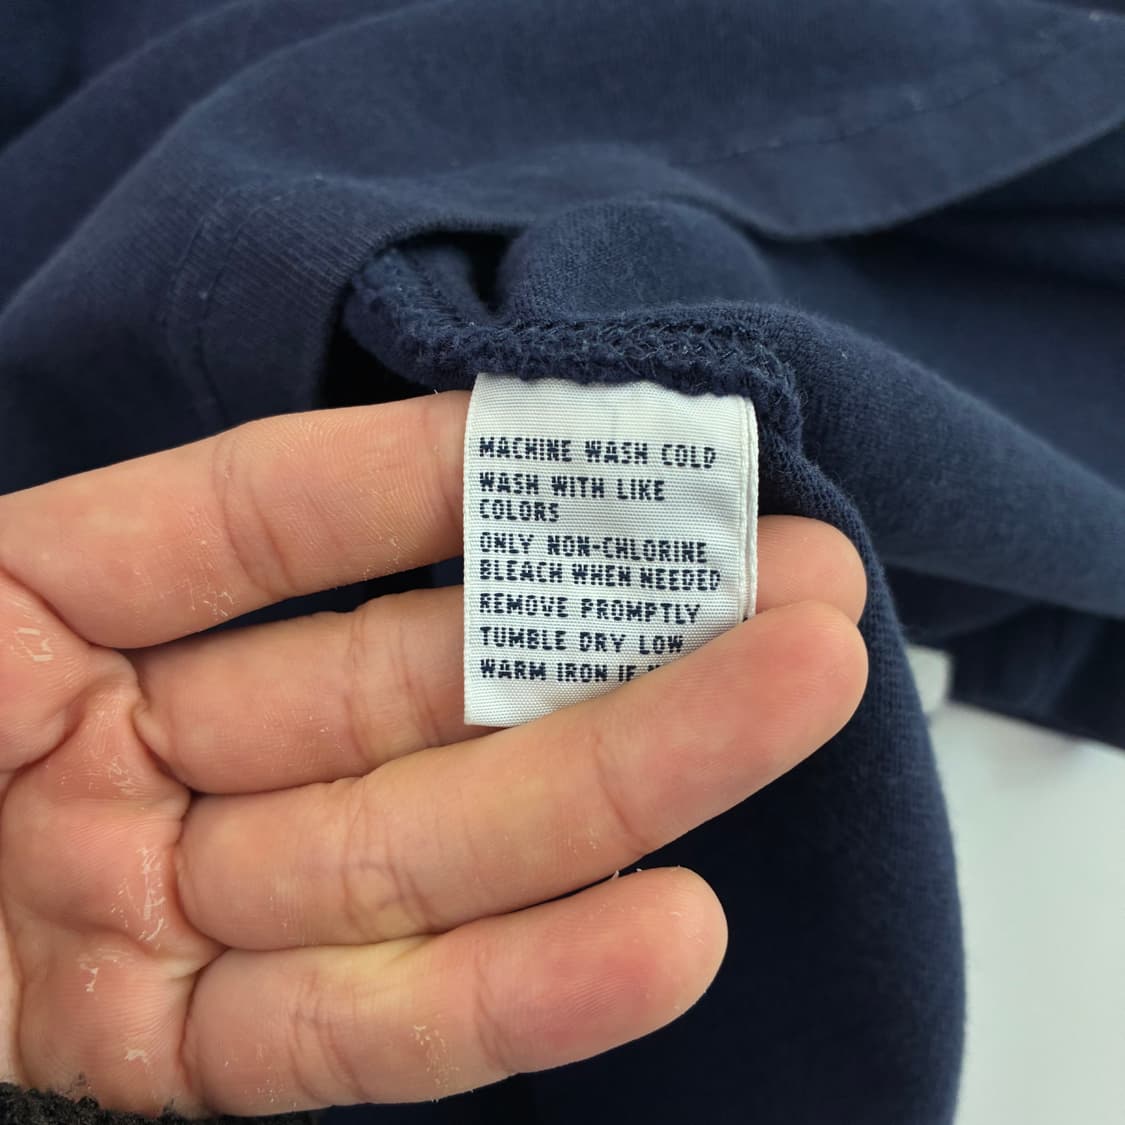 MACHINE WASH COLD
WASH WITH LIKE
COLORS
ONLY NON-CHLORINE
BLEACH WHEN NEEDED
REMOVE PROMPTLY
TUMBLE DRY LOW
WARM IRON IF